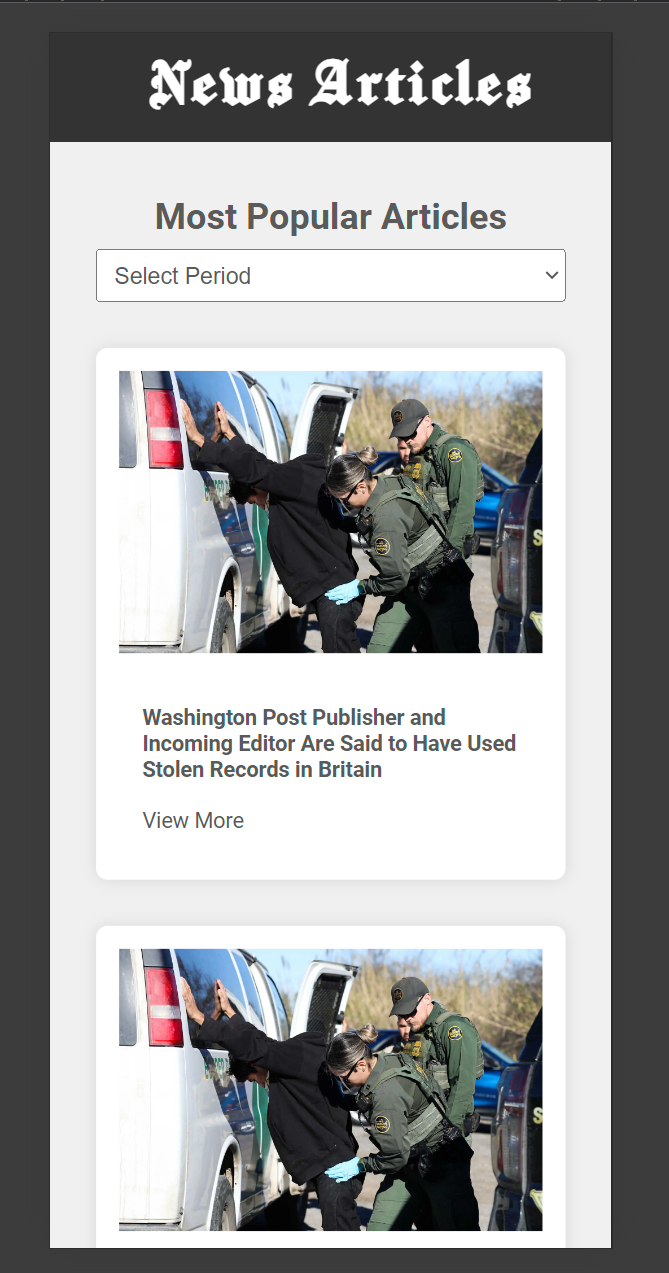 News Articles
Most Popular Articles
Select Period
Washington Post Publisher and
Incoming Editor Are Said to Have Used
Stolen Records in Britain
View More